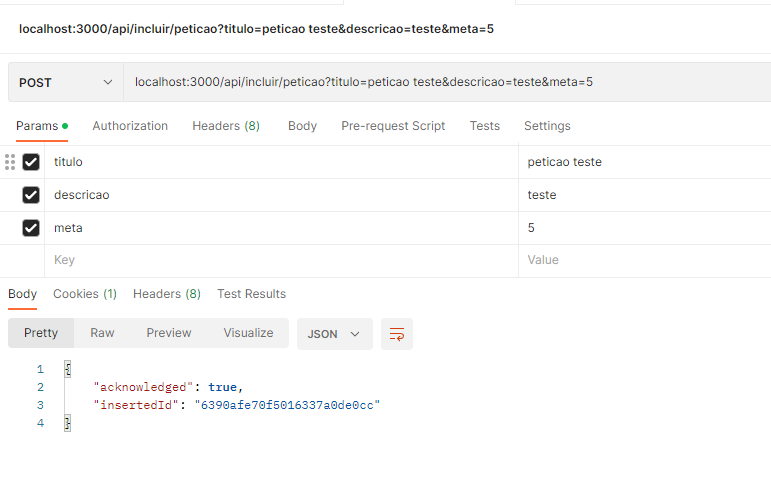 localhost:3000/api/incluir/peticao?titulo=peticao teste&descricao=teste&meta=5
POST localhost:3000/api/incluir/peticao?titulo=peticao teste&descricao=teste&meta=5
Params Authorization Headers (8) Body Pre-request Script Tests Settings
titulo peticao teste
descricao teste
meta 5
Key Value
Body Cookies (1) Headers (8) Test Results
Pretty Raw Preview Visualize JSON
1 {
2 "acknowledged": true,
3 "insertedId": "6390afe70f5016337a0de0cc"
4 }